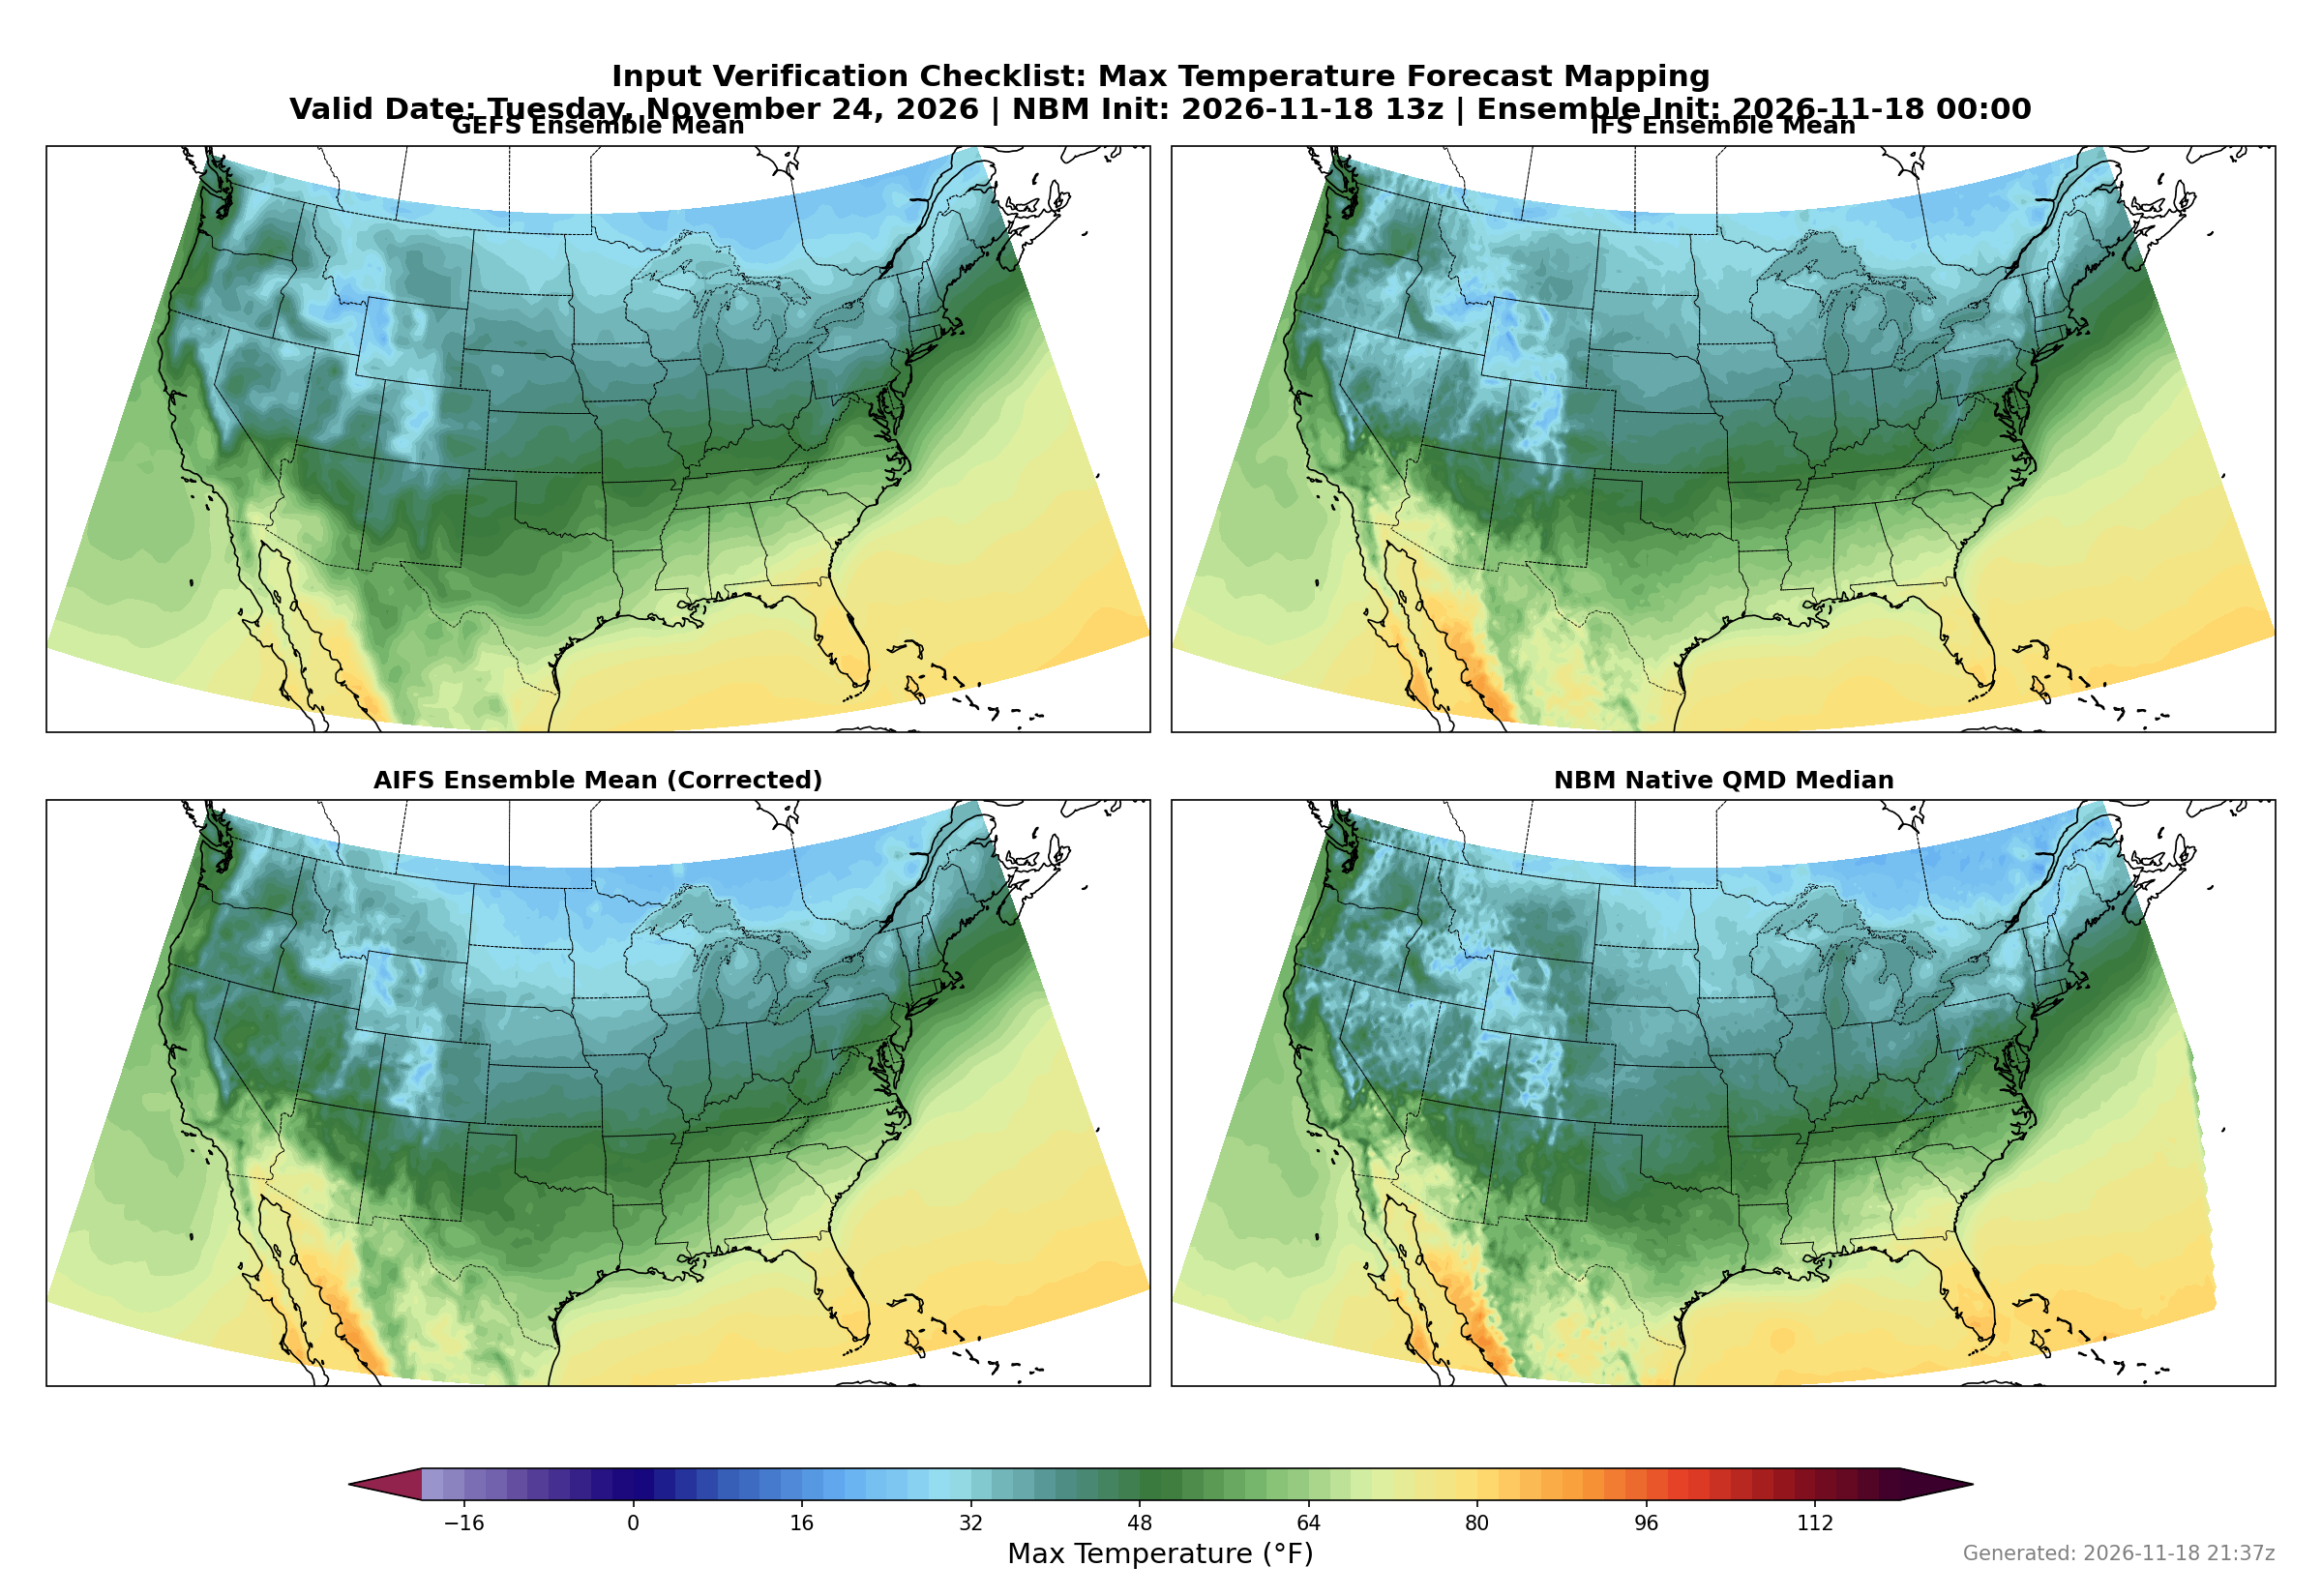 Input Verification Checklist: Max Temperature Forecast Mapping
Valid Date: Tuesday, November 24, 2026 | NBM Init: 2026-11-18 13z | Ensemble Init: 2026-11-18 00:00
GEFS Ensemble Mean
IFS Ensemble Mean
AIFS Ensemble Mean (Corrected)
NBM Native QMD Median
−16 0 16 32 48 64 80 96 112
Max Temperature (°F)
Generated: 2026-11-18 21:37z